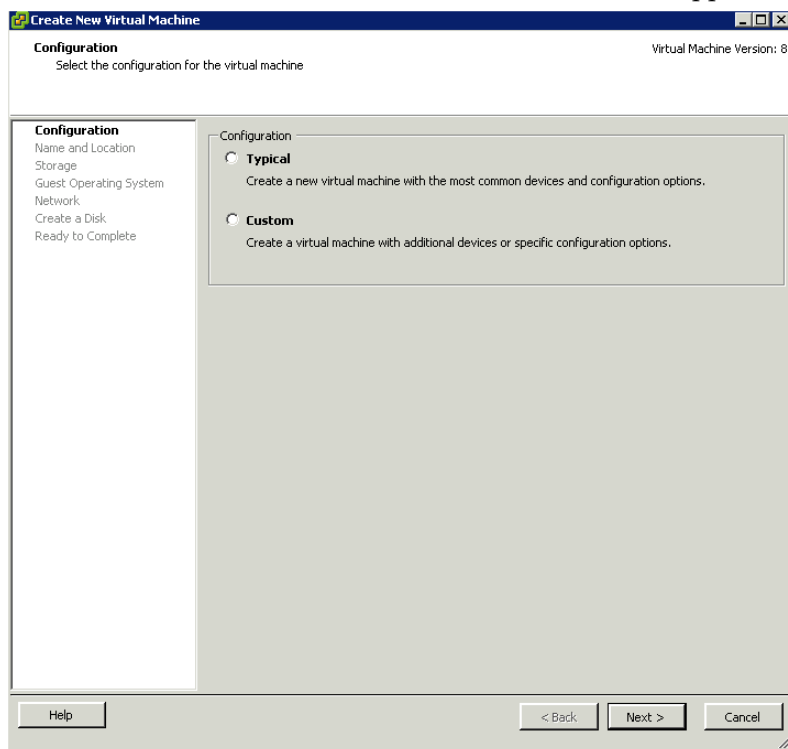 Create New Virtual Machine
Configuration
Select the configuration for the virtual machine
Virtual Machine Version: 8
Configuration
Name and Location
Storage
Guest Operating System
Network
Create a Disk
Ready to Complete
Configuration
Typical
Create a new virtual machine with the most common devices and configuration options.
Custom
Create a virtual machine with additional devices or specific configuration options.
Help
< Back
Next >
Cancel